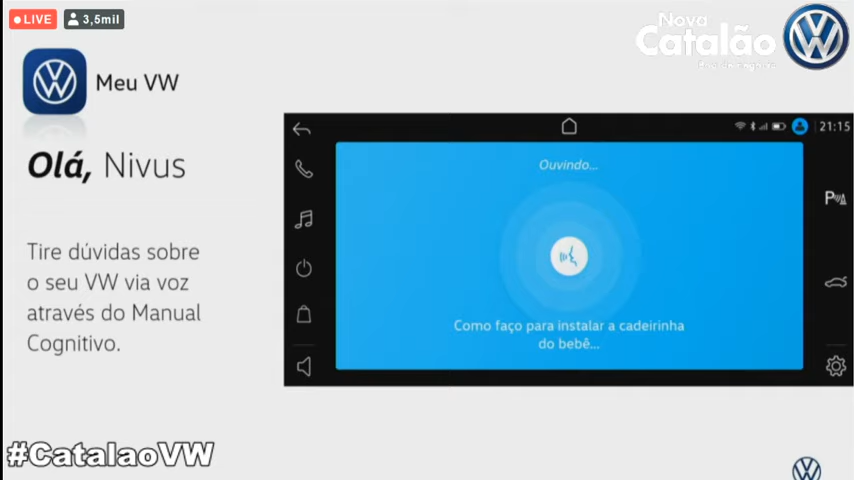 LIVE
3,5mil
Nova
Catalão
Meu VW
Olá, Nivus
Tire dúvidas sobre
o seu VW via voz
através do Manual
Cognitivo.
21:15
Ouvindo...
Como faço para instalar a cadeirinha
do bebê...
P
#CatalaoVW